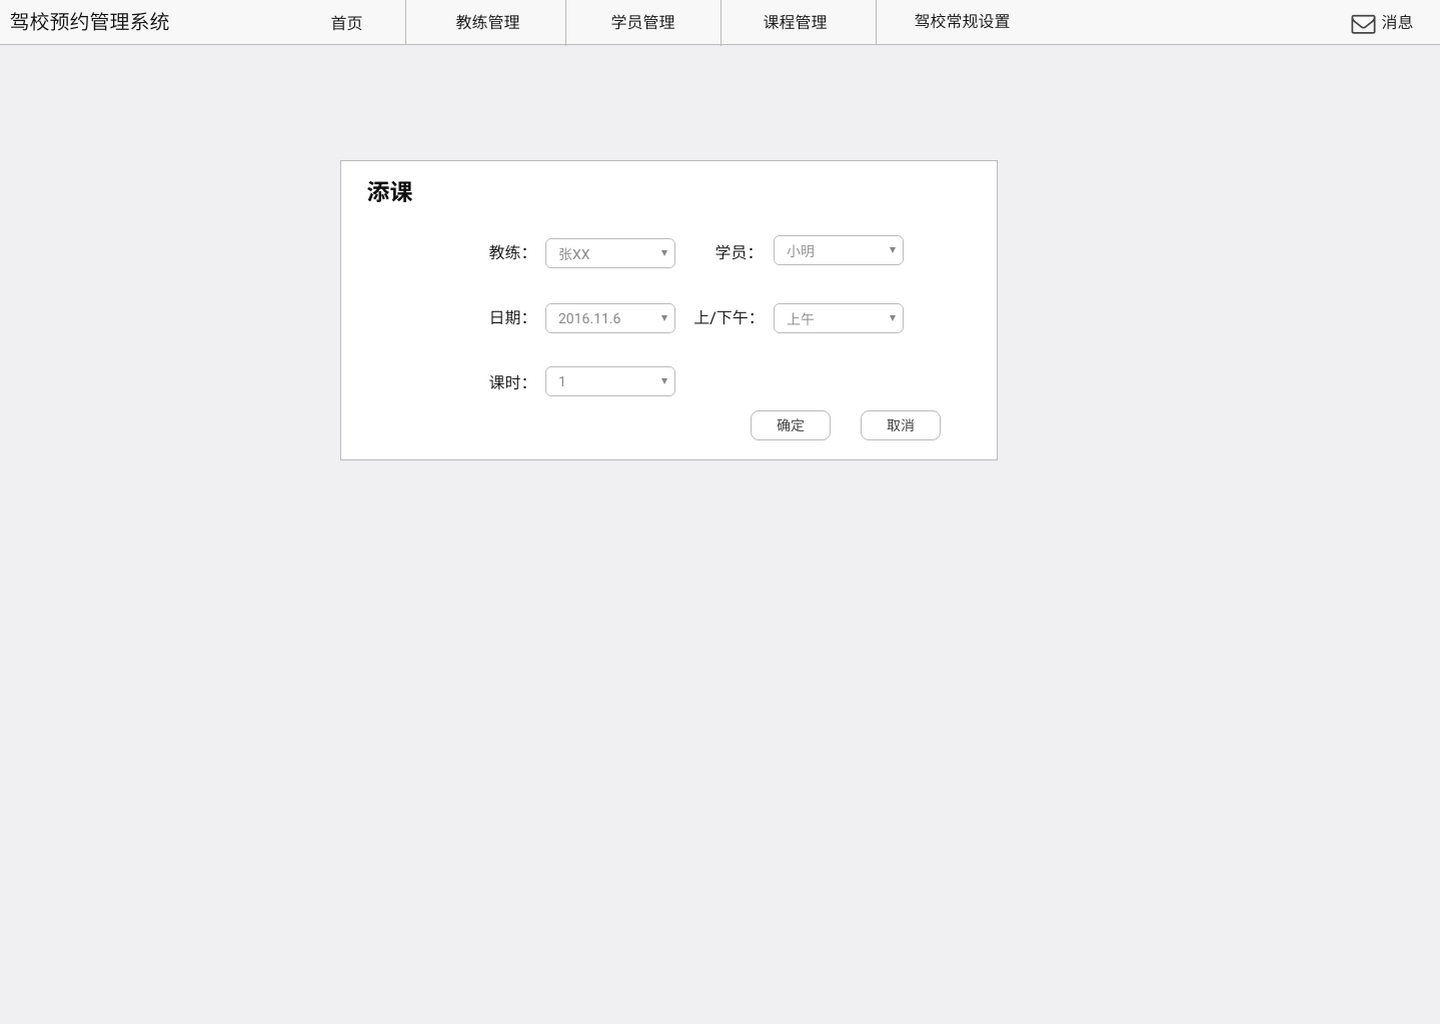 驾校预约管理系统 首页 教练管理 学员管理 课程管理 驾校常规设置 消息
添课
教练： 张XX 学员： 小明
日期： 2016.11.6 上/下午： 上午
课时： 1
确定 取消